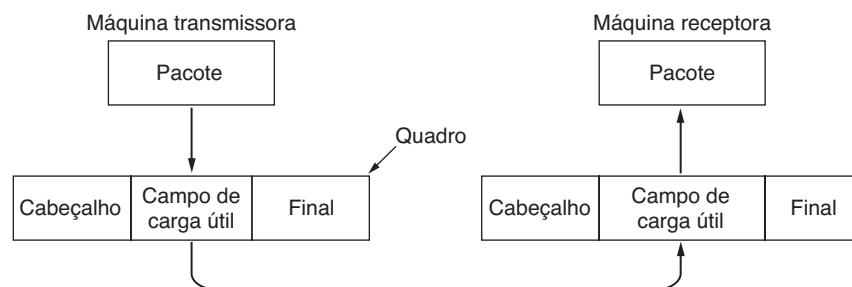 Máquina transmissora
Máquina receptora
Pacote
Pacote
Quadro
Cabeçalho
Campo de
carga útil
Final
Cabeçalho
Campo de
carga útil
Final